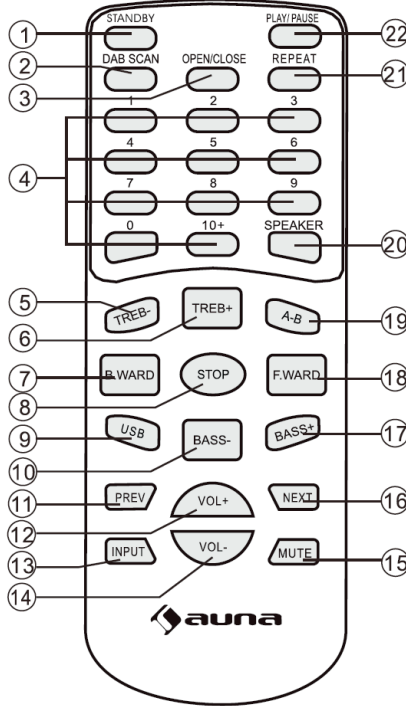 STANDBY PLAY/ PAUSE
1 22
DAB SCAN OPEN/CLOSE REPEAT
2 21
3
1 2 3
4 5 6
4
7 8 9
0 10+ SPEAKER
20
5 TREB- TREB+ A-B
6 19
7 B.WARD STOP F.WARD 18
8
9 USB BASS- BASS+ 17
10
11 PREV VOL+ NEXT 16
12
13 INPUT VOL- MUTE 15
14
auna